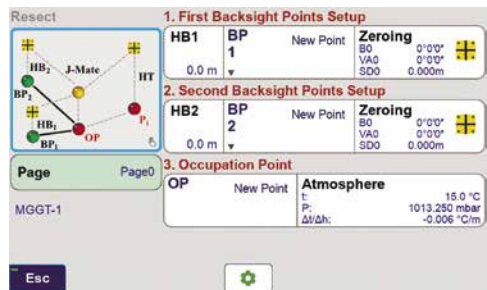 Resect
HB2 J-Mate HT
BP2
HB1
BP1 OP P1
Page Page0
MGGT-1
Esc
1. First Backsight Points Setup
HB1 BP 1 New Point
0.0 m
Zeroing
B0 0°0'0"
VA0 0°0'0"
SD0 0.000m
2. Second Backsight Points Setup
HB2 BP 2 New Point
0.0 m
Zeroing
B0 0°0'0"
VA0 0°0'0"
SD0 0.000m
3. Occupation Point
OP New Point
Atmosphere
t: 15.0 °C
P: 1013.250 mbar
Δt/Δh: -0.006 °C/m